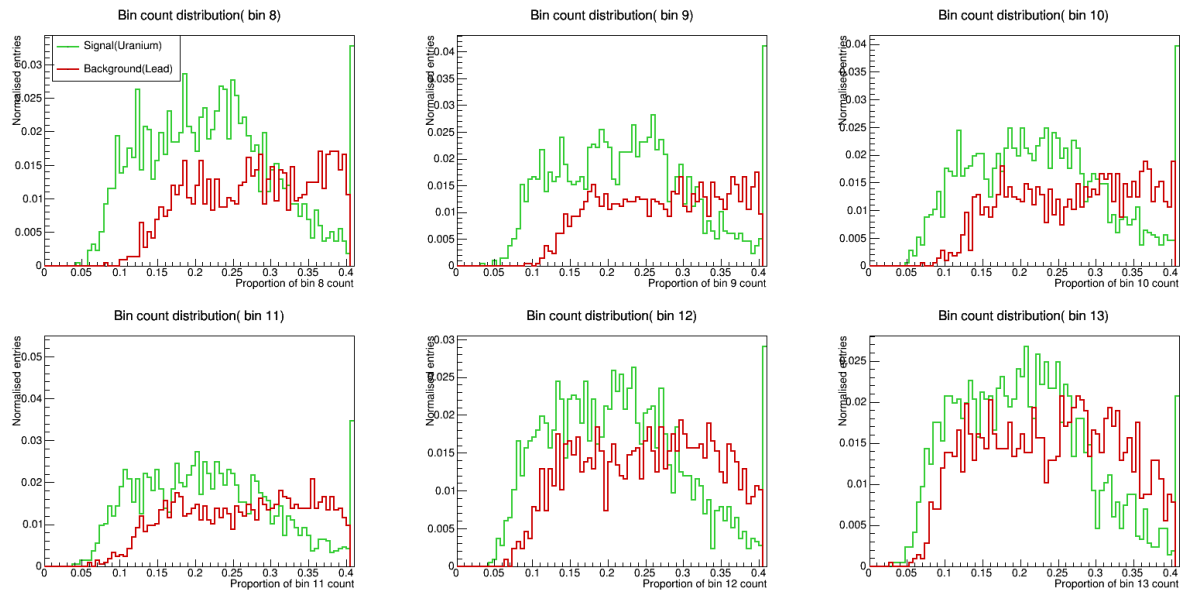 Bin count distribution( bin 8)
Normalised entries
Signal(Uranium)
Background(Lead)
0.03
0.025
0.02
0.015
0.01
0.005
0
0 0.05 0.1 0.15 0.2 0.25 0.3 0.35 0.4
Proportion of bin 8 count
Bin count distribution( bin 9)
Normalised entries
0.04
0.035
0.03
0.025
0.02
0.015
0.01
0.005
0
0 0.05 0.1 0.15 0.2 0.25 0.3 0.35 0.4
Proportion of bin 9 count
Bin count distribution( bin 10)
Normalised entries
0.04
0.035
0.03
0.025
0.02
0.015
0.01
0.005
0
0 0.05 0.1 0.15 0.2 0.25 0.3 0.35 0.4
Proportion of bin 10 count
Bin count distribution( bin 11)
Normalised entries
0.05
0.04
0.03
0.02
0.01
0
0 0.05 0.1 0.15 0.2 0.25 0.3 0.35 0.4
Proportion of bin 11 count
Bin count distribution( bin 12)
Normalised entries
0.03
0.025
0.02
0.015
0.01
0.005
0
0 0.05 0.1 0.15 0.2 0.25 0.3 0.35 0.4
Proportion of bin 12 count
Bin count distribution( bin 13)
Normalised entries
0.025
0.02
0.015
0.01
0.005
0
0 0.05 0.1 0.15 0.2 0.25 0.3 0.35 0.4
Proportion of bin 13 count